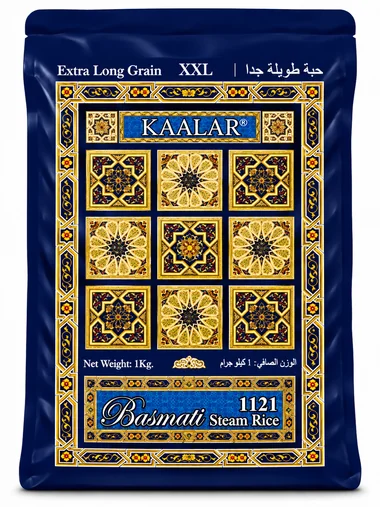 Extra Long Grain XXL | حبة طويلة جدا
KAALAR®
Net Weight: 1Kg. الوزن الصافي: 1 كيلو جرام
1121
Basmati Steam Rice